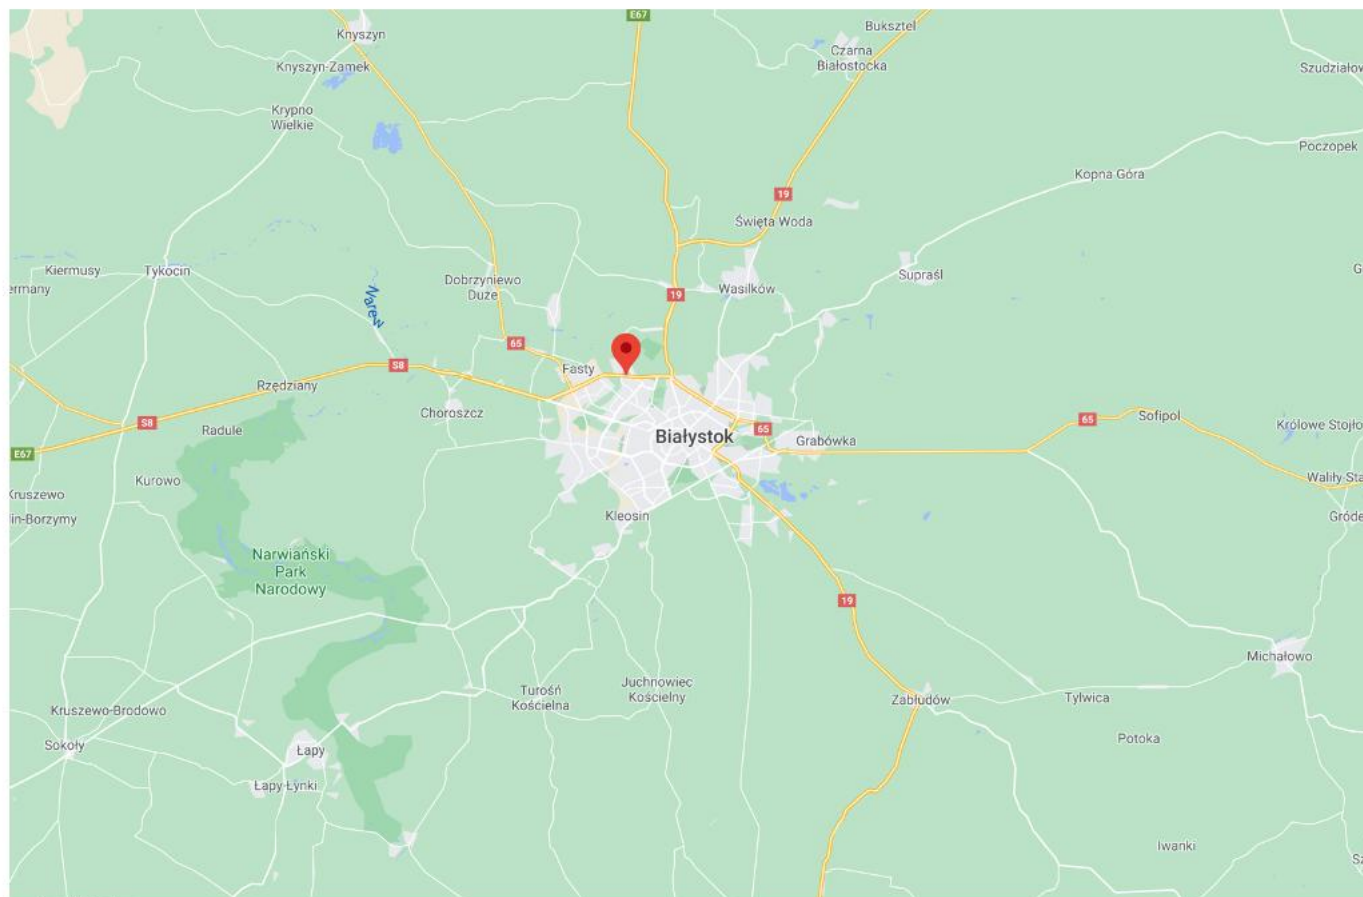 E67
Buksztel
Knyszyn
Czarna
Białostocka
Knyszyn-Zamek
Szudziałow
Krypno
Wielkie
Poczopek
Kopna Góra
19
Święta Woda
Kiermusy
Tykocin
Supraśl
G
ermany
Dobrzyniewo
Duże
Wasilków
19
Narew
65
S8
Fasty
Rzędziany
Choroszcz
S8
Radule
65
Sofipol
Królowe Stojło
65
Białystok
Grabówka
E67
Kurowo
Waliły Sta
Kruszewo
lin-Borzymy
Kleosin
Gróde
Narwiański
Park
Narodowy
19
Michałowo
Juchnowiec
Kościelny
Turośń
Kościelna
Zabłudów
Tylwica
Kruszewo-Brodowo
Potoka
Sokoły
Łapy
Łapy-Łynki
Iwanki
Sz